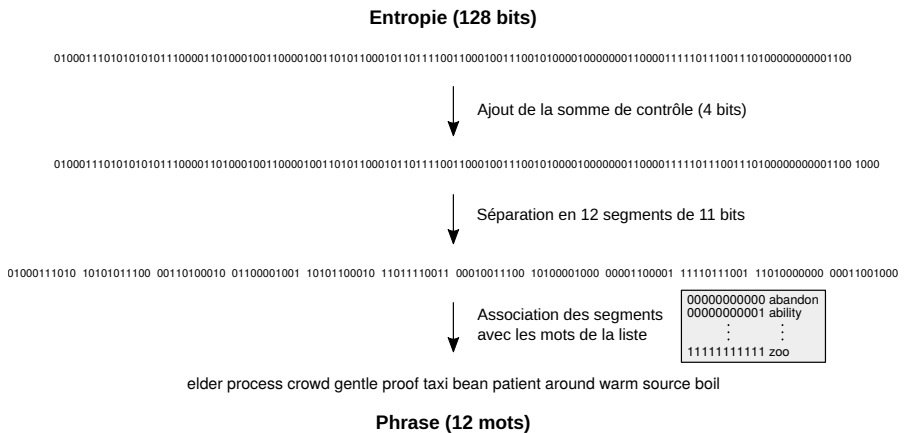 Entropie (128 bits)
01000111010101010111000011010001001100001001101011000101101111001100010011100101000010000000110000111110111001110100000000001100
Ajout de la somme de contrôle (4 bits)
01000111010101010111000011010001001100001001101011000101101111001100010011100101000010000000110000111110111001110100000000001100 1000
Séparation en 12 segments de 11 bits
01000111010 10101011100 00110100010 01100001001 10101100010 11011110011 00010011100 10100001000 00001100001 11110111001 11010000000 00011001000
Association des segments
avec les mots de la liste
00000000000 abandon
00000000001 ability
⋮ ⋮
11111111111 zoo
elder process crowd gentle proof taxi bean patient around warm source boil
Phrase (12 mots)